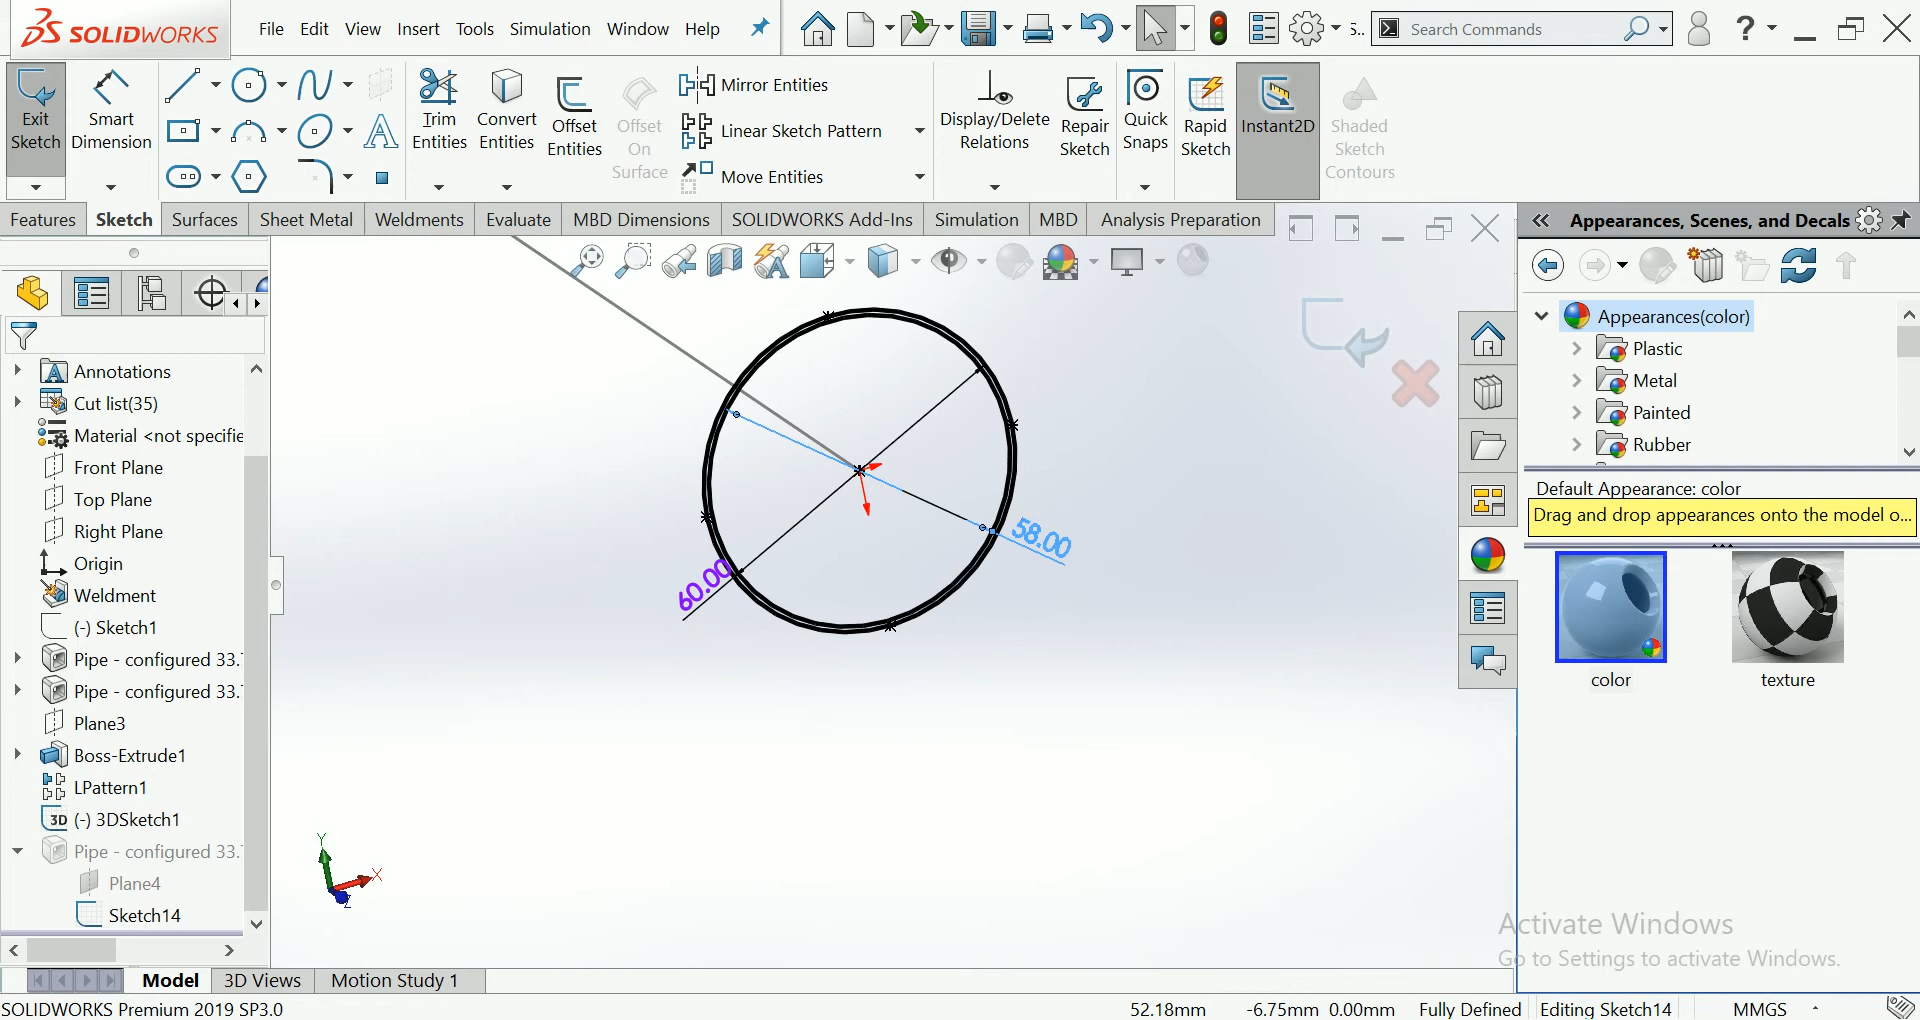 SOLIDWORKS
File Edit View Insert Tools Simulation Window Help
S..
Search Commands
?
Exit Sketch
Smart Dimension
Trim Entities
Convert Entities
Offset Entities
Offset On Surface
Mirror Entities
Linear Sketch Pattern
Move Entities
Display/Delete Relations
Repair Sketch
Quick Snaps
Rapid Sketch
Instant2D
Shaded Sketch Contours
Features Sketch Surfaces Sheet Metal Weldments Evaluate MBD Dimensions SOLIDWORKS Add-Ins Simulation MBD Analysis Preparation
Annotations
Cut list(35)
Material <not specifie
Front Plane
Top Plane
Right Plane
Origin
Weldment
(-) Sketch1
Pipe - configured 33.
Pipe - configured 33.
Plane3
Boss-Extrude1
LPattern1
3D (-) 3DSketch1
Pipe - configured 33.
Plane4
Sketch14
58.00
60.00
Y
X
Z
Appearances, Scenes, and Decals
Appearances(color)
Plastic
Metal
Painted
Rubber
Default Appearance: color
Drag and drop appearances onto the model o...
color
texture
Activate Windows
Go to Settings to activate Windows.
Model 3D Views Motion Study 1
SOLIDWORKS Premium 2019 SP3.0
52.18mm -6.75mm 0.00mm Fully Defined Editing Sketch14 MMGS